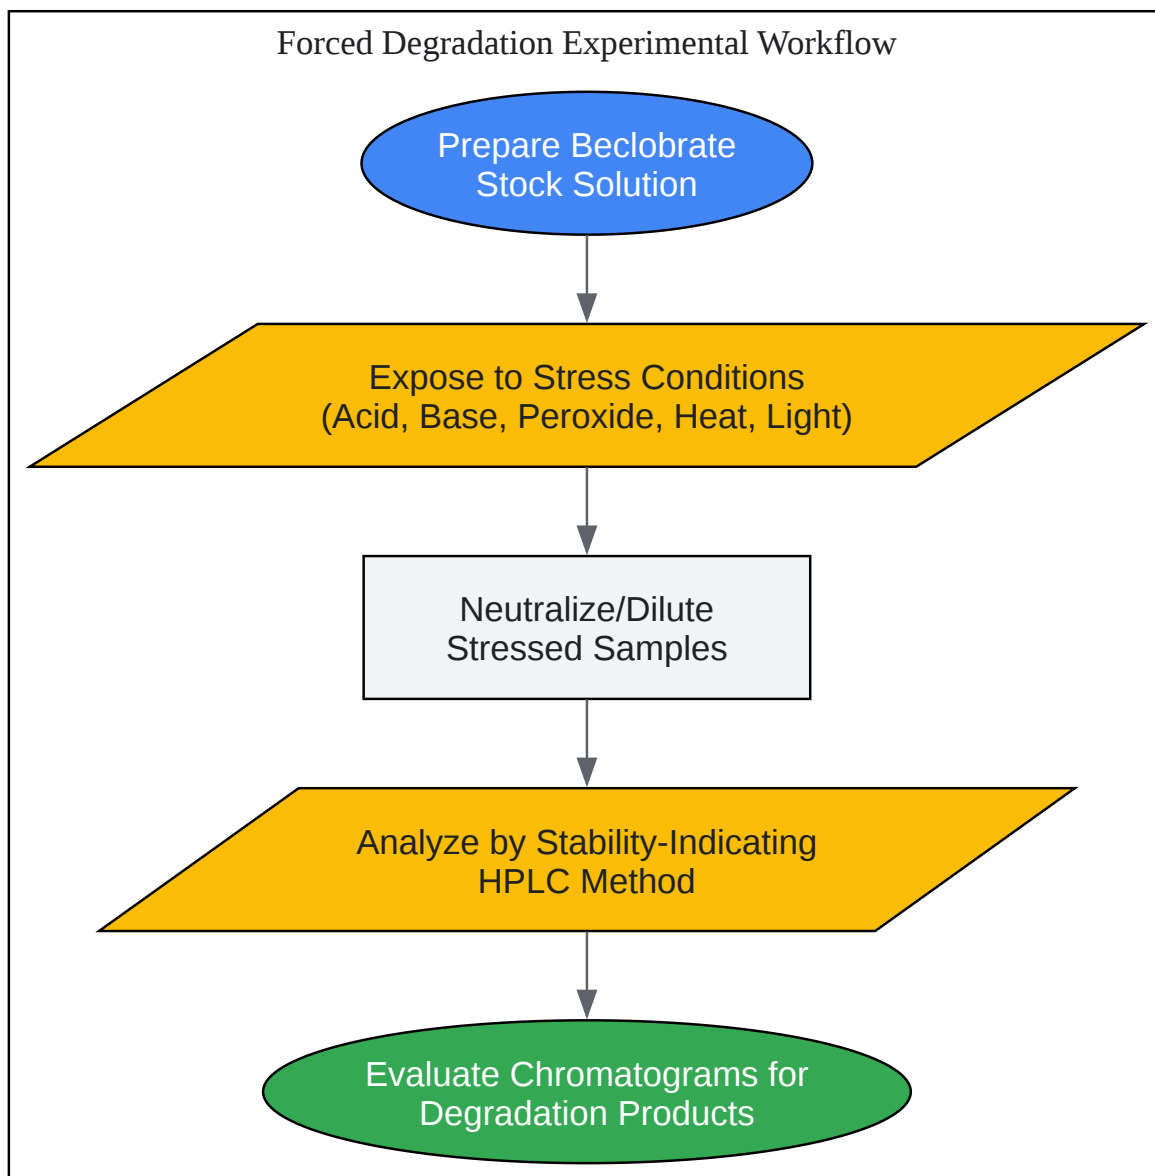 Forced Degradation Experimental Workflow
Prepare Beclobrate
Stock Solution
Expose to Stress Conditions
(Acid, Base, Peroxide, Heat, Light)
Neutralize/Dilute
Stressed Samples
Analyze by Stability-Indicating
HPLC Method
Evaluate Chromatograms for
Degradation Products